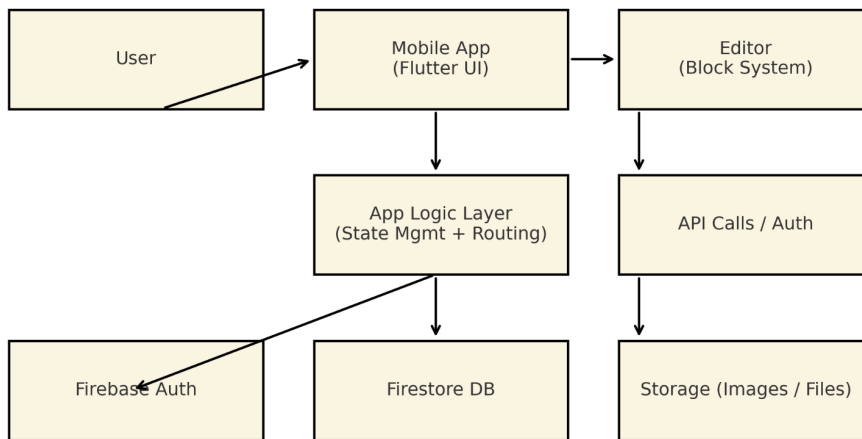 User
Mobile App
(Flutter UI)
Editor
(Block System)
App Logic Layer
(State Mgmt + Routing)
API Calls / Auth
Firebase Auth
Firestore DB
Storage (Images / Files)